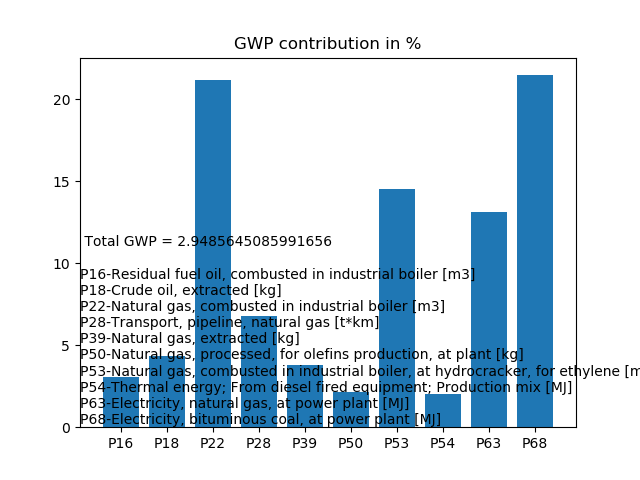 GWP contribution in %
20
15
10
5
0
Total GWP = 2.9485645085991656
P16-Residual fuel oil, combusted in industrial boiler [m3]
P18-Crude oil, extracted [kg]
P22-Natural gas, combusted in industrial boiler [m3]
P28-Transport, pipeline, natural gas [t*km]
P39-Natural gas, extracted [kg]
P50-Natural gas, processed, for olefins production, at plant [kg]
P53-Natural gas, combusted in industrial boiler, at hydrocracker, for ethylene [m
P54-Thermal energy; From diesel fired equipment; Production mix [MJ]
P63-Electricity, natural gas, at power plant [MJ]
P68-Electricity, bituminous coal, at power plant [MJ]
P16 P18 P22 P28 P39 P50 P53 P54 P63 P68